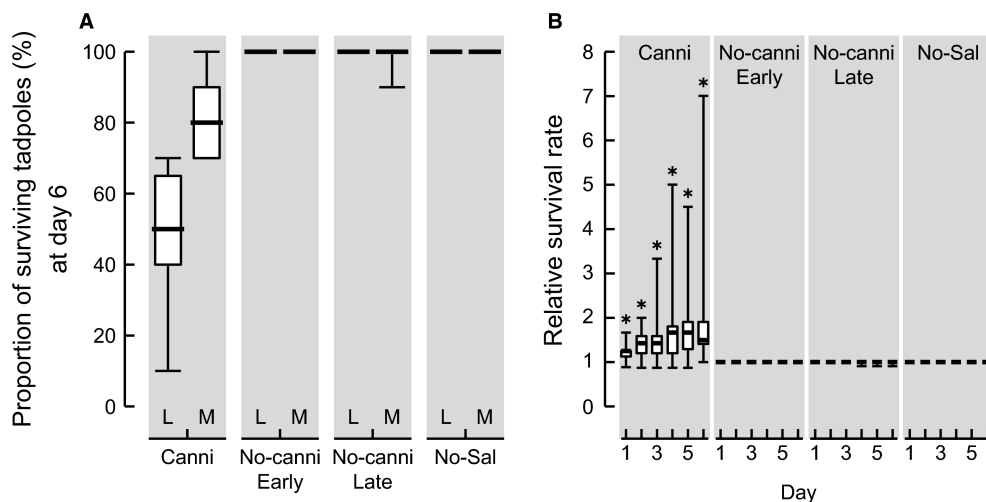 A
Proportion of surviving tadpoles (%)
at day 6
100
80
60
40
20
0
L M L M L M L M
Canni No-canni No-canni No-Sal
Early Late
B
Relative survival rate
8
7
6
5
4
3
2
1
0
Canni No-canni No-canni No-Sal
Early Late
* * * * * *
1 3 5 1 3 5 1 3 5 1 3 5
Day